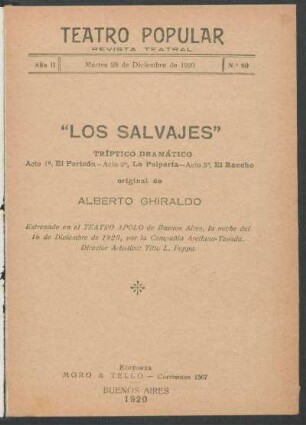 TEATRO POPULAR
REVISTA TEATRAL
Año II Martes 28 de Diciembre de 1920 N.º 60
"LOS SALVAJES"
TRÍPTICO DRAMÁTICO
Acto 1º, El Portcón—Acto 2º, La Pulpería—Acto 3º, El Rancho
original de
ALBERTO GHIRALDO
Estrenado en el TEATRO APOLO de Buenos Aires, la noche del
16 de Diciembre de 1920, por la Compañía Arellano-Tesada.
Director Artístico: Tito L. Foppa
Editores
MORO & TELLO—Corrientes 1567
BUENOS AIRES
1920